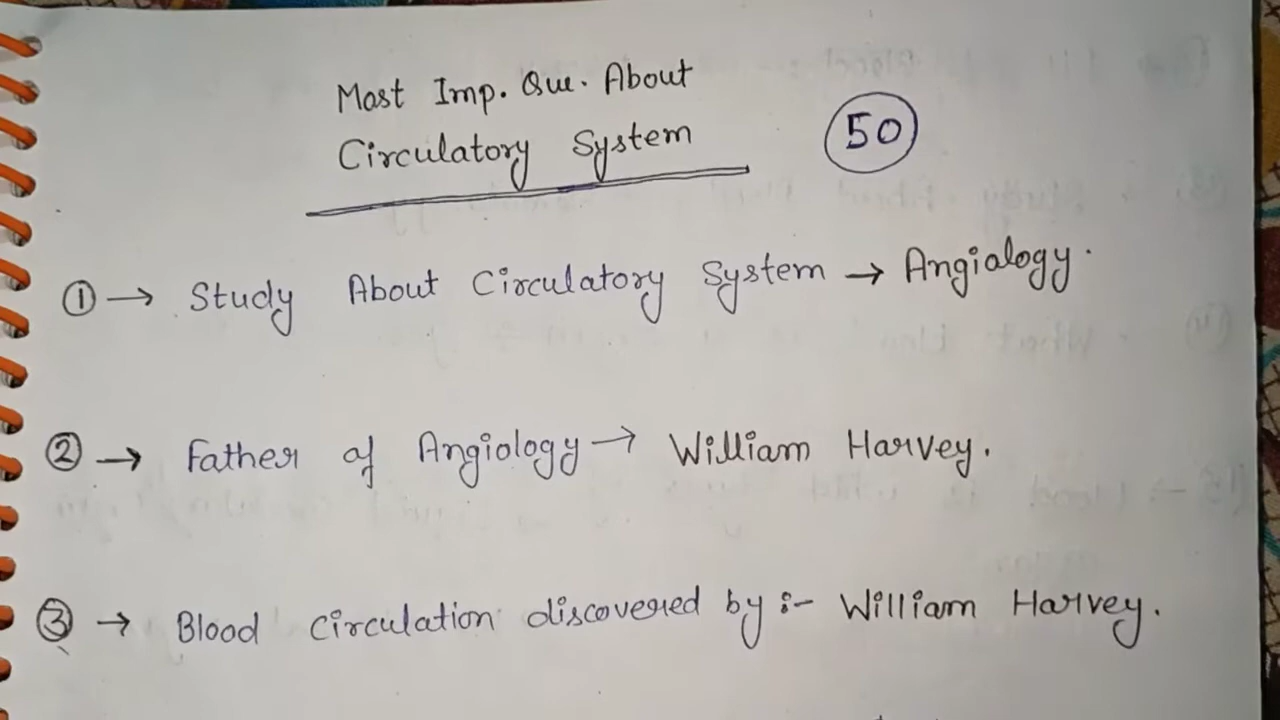 Most Imp. Que. About
Circulatory System
50
① → Study About Circulatory System → Angialogy.
② → Father of Angiology → William Harvey.
③ → Blood circulation discovered by :- William Harvey.